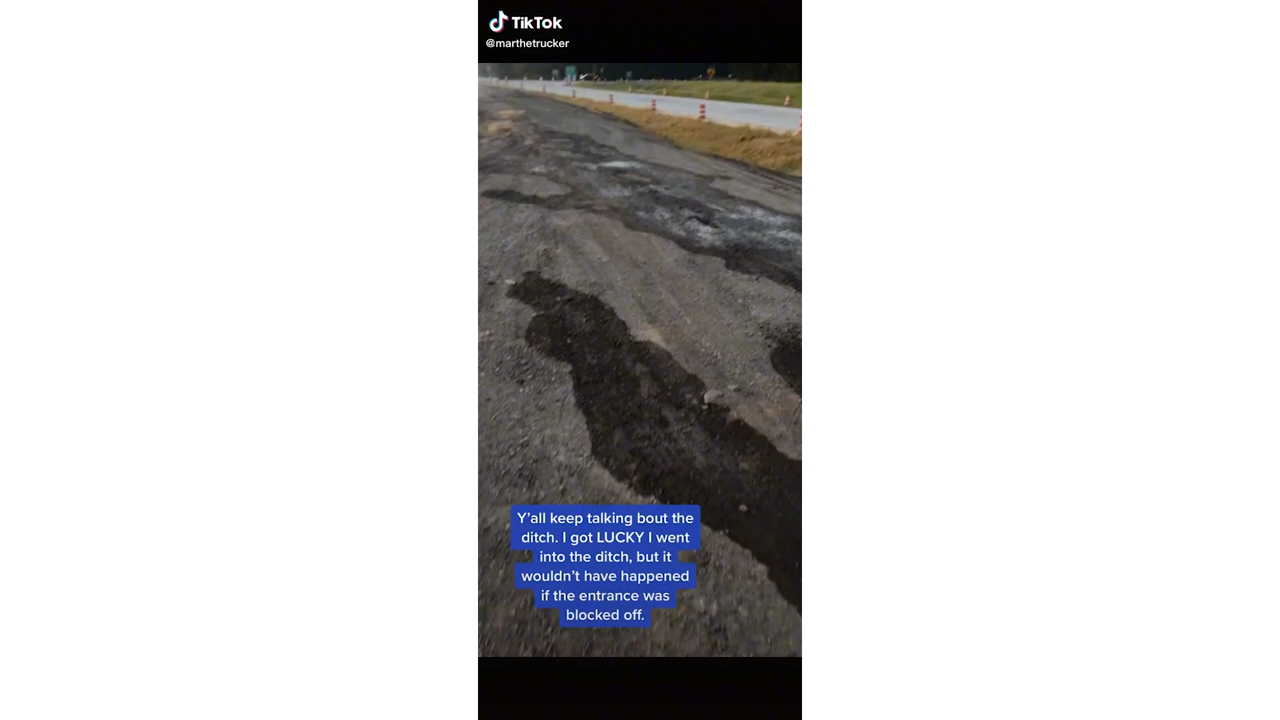 TikTok
@marthetrucker
Y'all keep talking bout the
ditch. I got LUCKY I went
into the ditch, but it
wouldn't have happened
if the entrance was
blocked off.